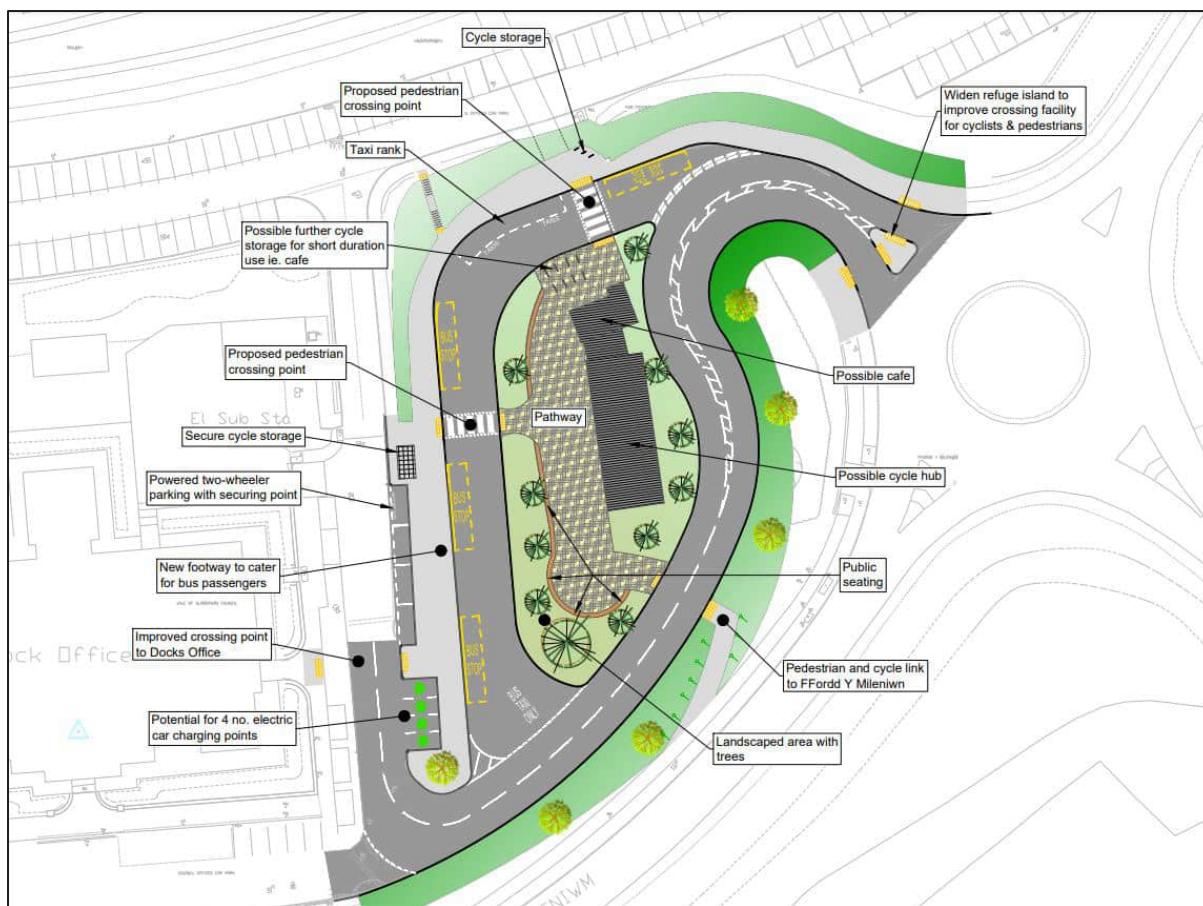 Cycle storage
Proposed pedestrian
crossing point
Widen refuge island to
improve crossing facility
for cyclists & pedestrians
Taxi rank
Possible further cycle
storage for short duration
use ie. cafe
TAXIS
TAXIS
BUS STOP
BUS
STOP
Proposed pedestrian
crossing point
Possible cafe
Pathway
El Sub Sta
Secure cycle storage
Powered two-wheeler
parking with securing point
Possible cycle hub
BUS
STOP
New footway to cater
for bus passengers
Public
seating
Improved crossing point
to Docks Office
ock Office
BUS
STOP
Pedestrian and cycle link
to FFordd Y Mileniwn
Potential for 4 no. electric
car charging points
Landscaped area with
trees
ENIWM